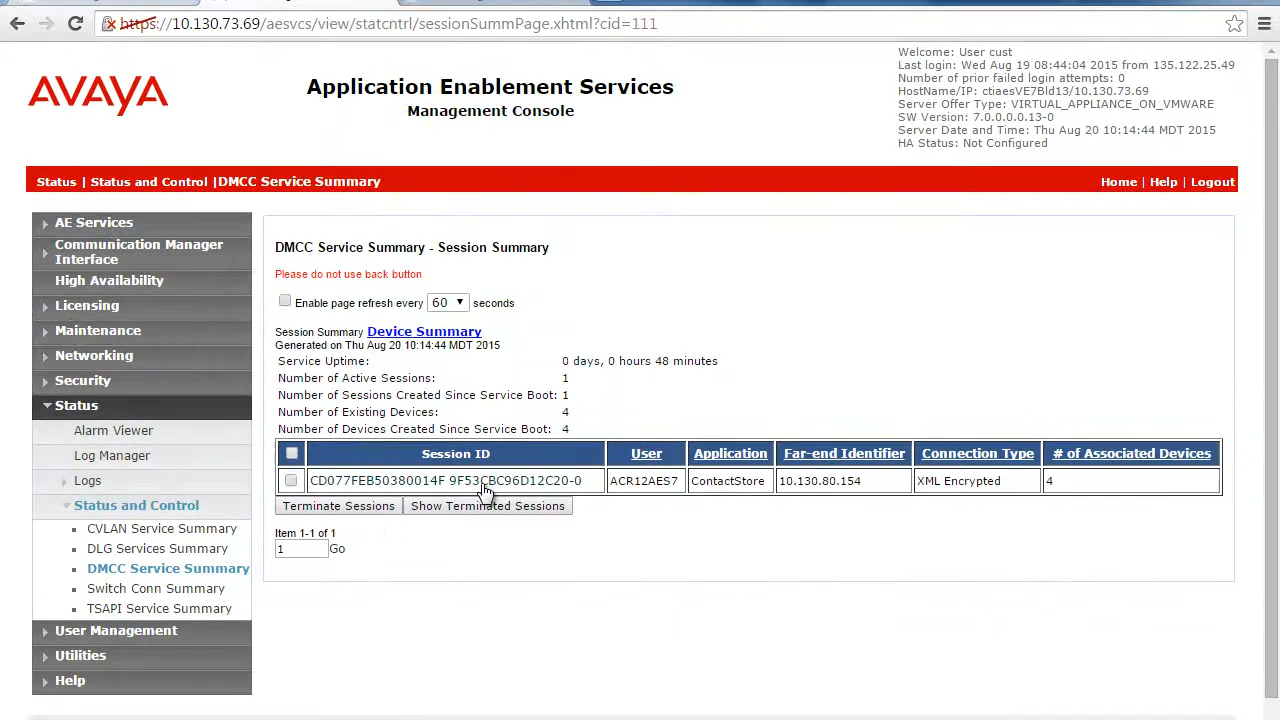 https://10.130.73.69/aesvcs/view/statcntrl/sessionSummPage.xhtml?cid=111
AVAYA
Application Enablement Services
Management Console
Welcome: User cust
Last login: Wed Aug 19 08:44:04 2015 from 135.122.25.49
Number of prior failed login attempts: 0
HostName/IP: ctiaesVE7Bld13/10.130.73.69
Server Offer Type: VIRTUAL_APPLIANCE_ON_VMWARE
SW Version: 7.0.0.0.0.13-0
Server Date and Time: Thu Aug 20 10:14:44 MDT 2015
HA Status: Not Configured
Status | Status and Control |DMCC Service Summary
Home | Help | Logout
AE Services
Communication Manager
Interface
High Availability
Licensing
Maintenance
Networking
Security
Status
Alarm Viewer
Log Manager
Logs
Status and Control
CVLAN Service Summary
DLG Services Summary
DMCC Service Summary
Switch Conn Summary
TSAPI Service Summary
User Management
Utilities
Help
DMCC Service Summary - Session Summary
Please do not use back button
Enable page refresh every 60 seconds
Session Summary Device Summary
Generated on Thu Aug 20 10:14:44 MDT 2015
Service Uptime: 0 days, 0 hours 48 minutes
Number of Active Sessions: 1
Number of Sessions Created Since Service Boot: 1
Number of Existing Devices: 4
Number of Devices Created Since Service Boot: 4
Session ID User Application Far-end Identifier Connection Type # of Associated Devices
CD077FEB50380014F 9F53CBC96D12C20-0 ACR12AES7 ContactStore 10.130.80.154 XML Encrypted 4
Terminate Sessions Show Terminated Sessions
Item 1-1 of 1
1 Go